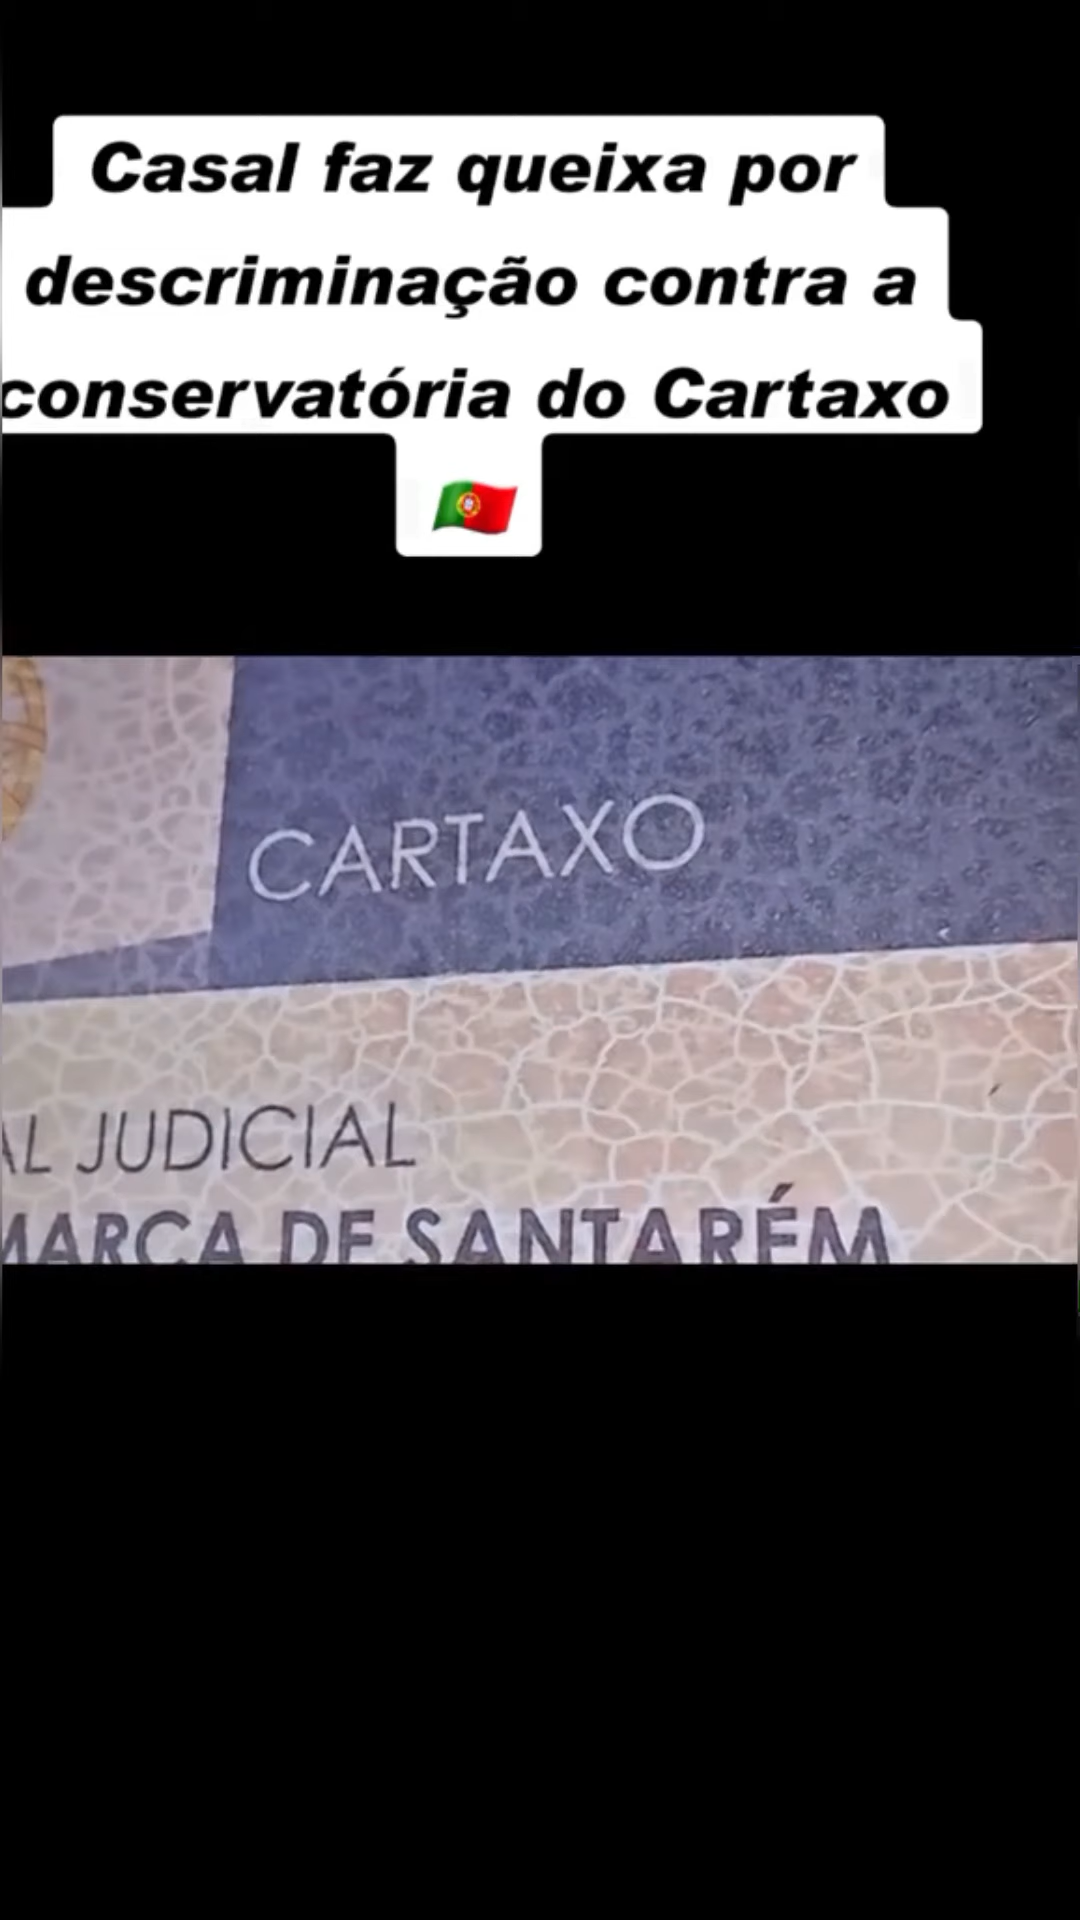 Casal faz queixa por
descriminação contra a
conservatória do Cartaxo
🇵🇹
CARTAXO
AL JUDICIAL
MARCA DE SANTARÉM